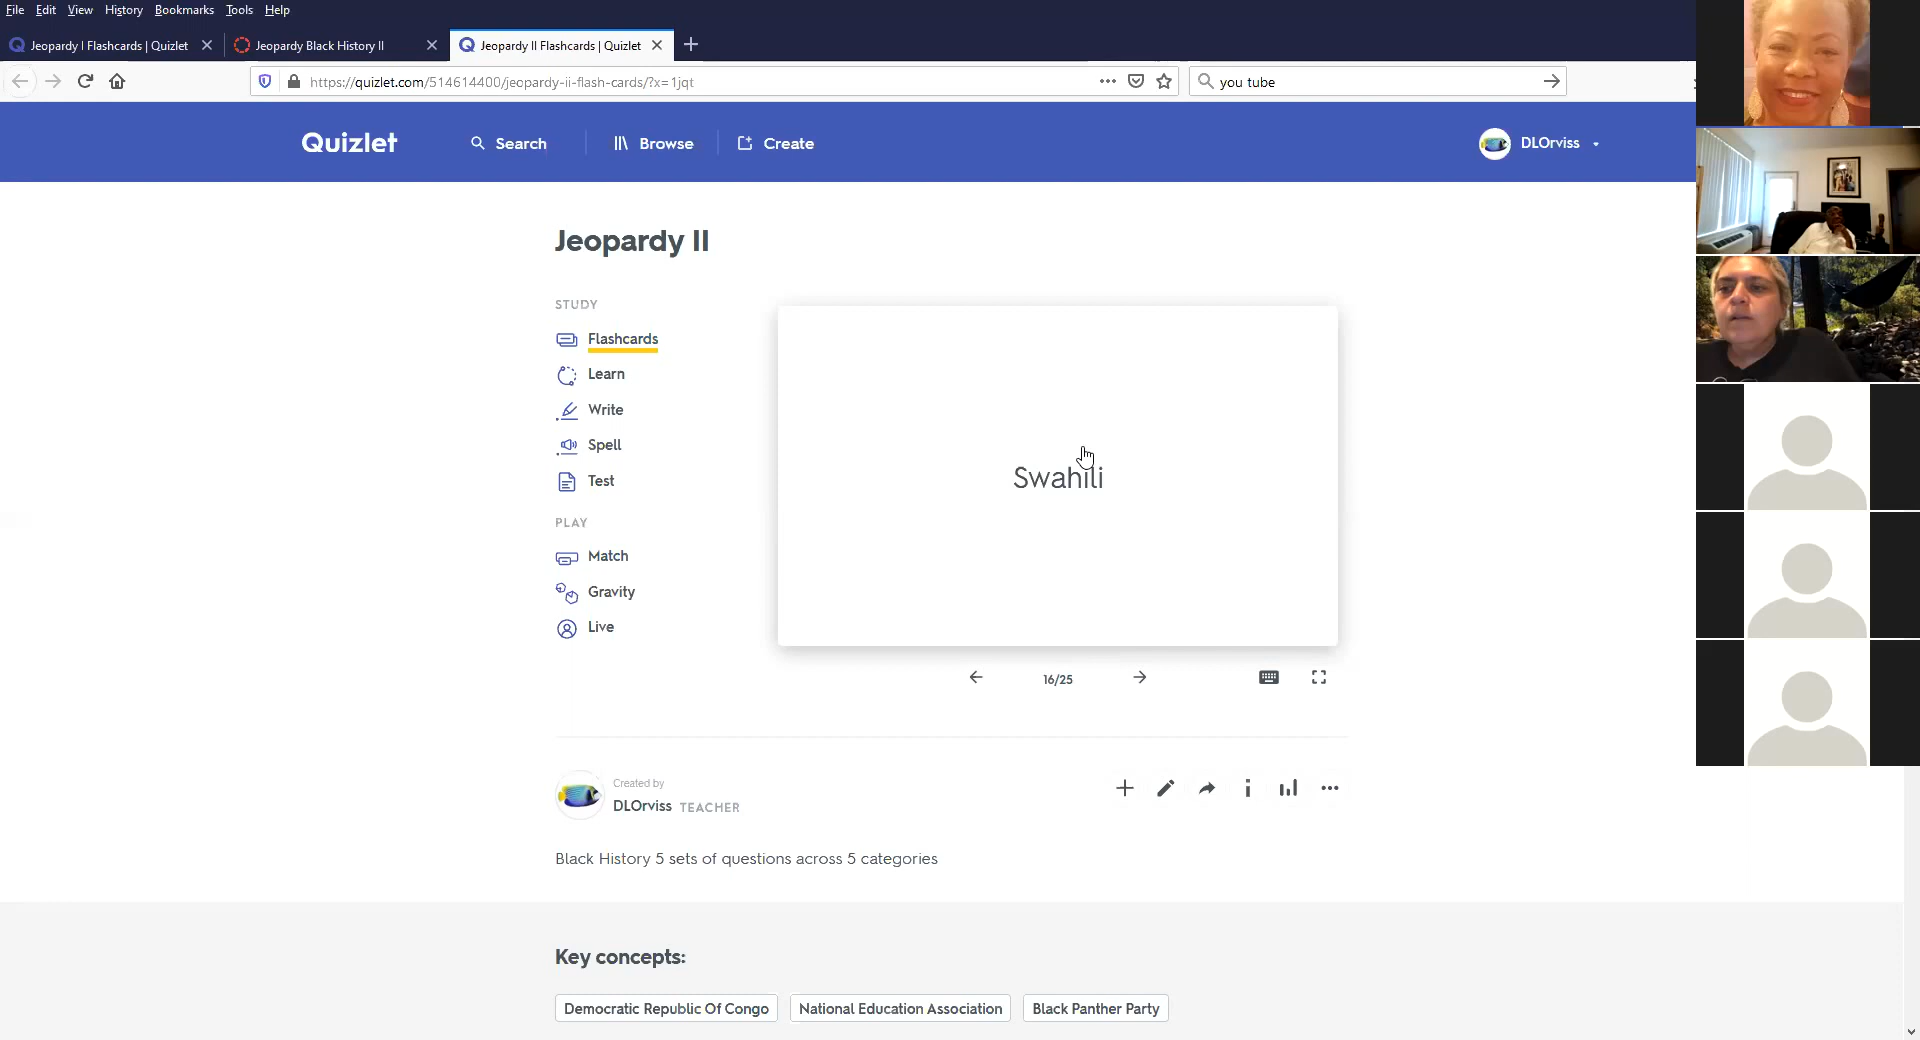 File Edit View History Bookmarks Tools Help
Jeopardy I Flashcards | Quizlet
Jeopardy Black History II
Jeopardy II Flashcards | Quizlet
https://quizlet.com/514614400/jeopardy-ii-flash-cards/?x=1jqt
you tube
Quizlet
Search
Browse
Create
DLOrviss
Jeopardy II
STUDY
Flashcards
Learn
Write
Spell
Test
PLAY
Match
Gravity
Live
Swahili
16/25
Created by
DLOrviss TEACHER
Black History 5 sets of questions across 5 categories
Key concepts:
Democratic Republic Of Congo
National Education Association
Black Panther Party